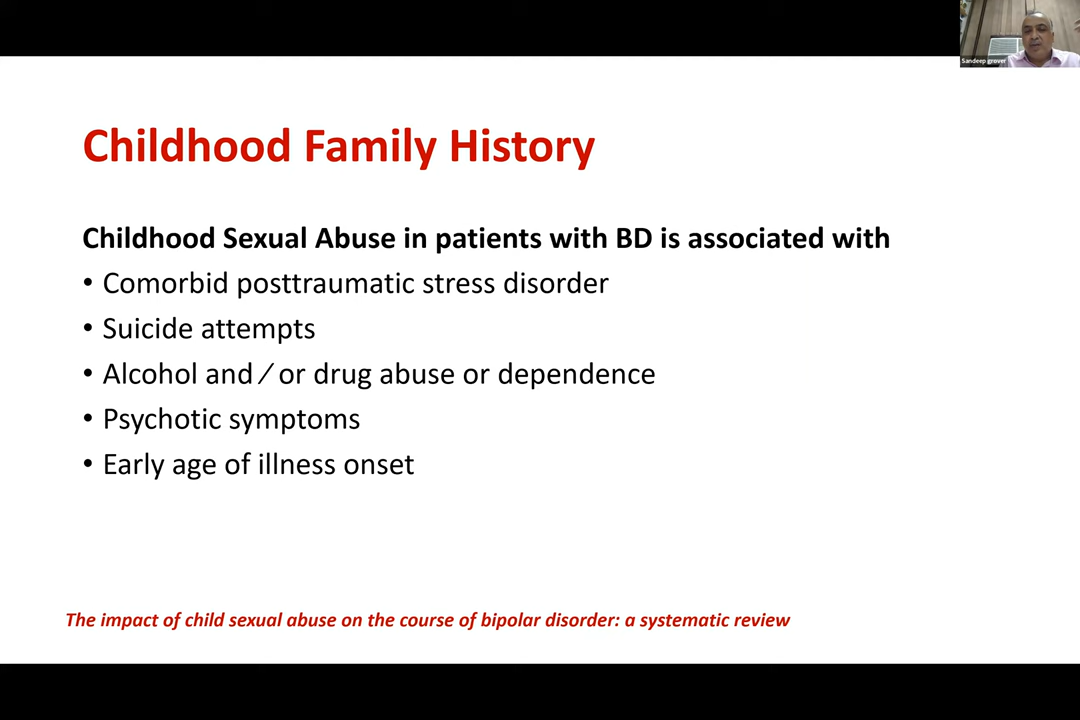 Sandeep grover
Childhood Family History
Childhood Sexual Abuse in patients with BD is associated with
• Comorbid posttraumatic stress disorder
• Suicide attempts
• Alcohol and ∕ or drug abuse or dependence
• Psychotic symptoms
• Early age of illness onset
The impact of child sexual abuse on the course of bipolar disorder: a systematic review